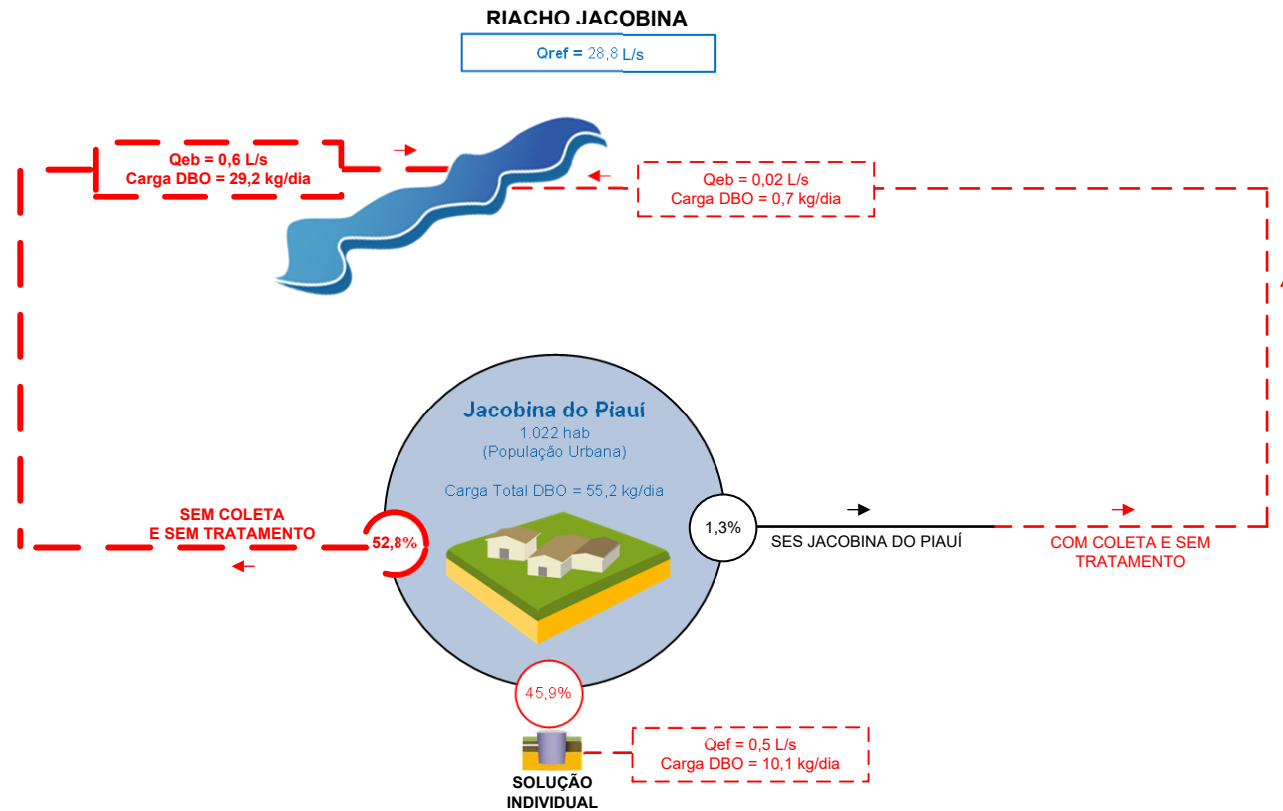 RIACHO JACOBINA
Qref = 28,8 L/s
Qeb = 0,6 L/s
Carga DBO = 29,2 kg/dia
Qeb = 0,02 L/s
Carga DBO = 0,7 kg/dia
Jacobina do Piauí
1.022 hab
(População Urbana)
Carga Total DBO = 55,2 kg/dia
SEM COLETA
E SEM TRATAMENTO
52,8%
1,3%
SES JACOBINA DO PIAUÍ
COM COLETA E SEM
TRATAMENTO
45,9%
Qef = 0,5 L/s
Carga DBO = 10,1 kg/dia
SOLUÇÃO
INDIVIDUAL